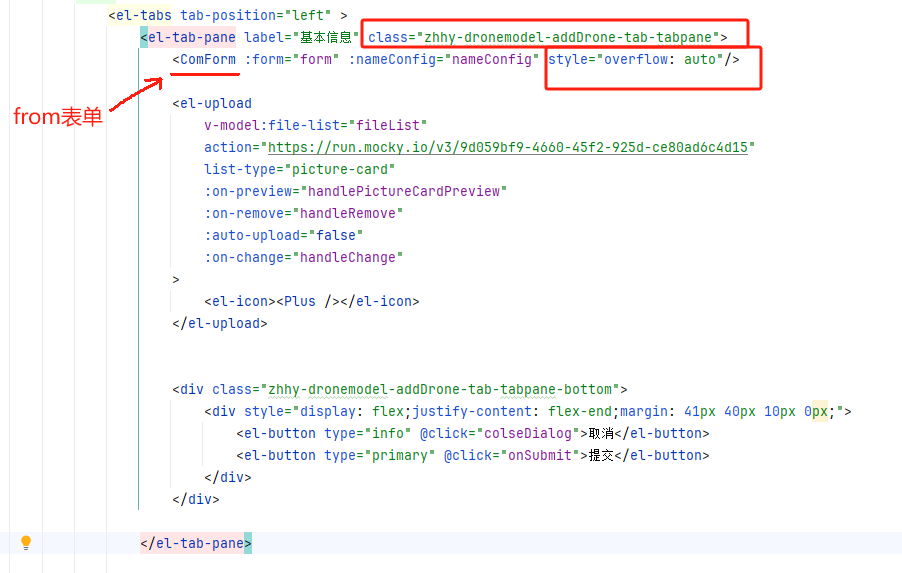 <el-tabs tab-position="left" >
<el-tab-pane label="基本信息" class="zhhy-dronemodel-addDrone-tab-tabpane">
<ComForm :form="form" :nameConfig="nameConfig" style="overflow: auto"/>
from表单
<el-upload
v-model:file-list="fileList"
action="https://run.mocky.io/v3/9d059bf9-4660-45f2-925d-ce80ad6c4d15"
list-type="picture-card"
:on-preview="handlePictureCardPreview"
:on-remove="handleRemove"
:auto-upload="false"
:on-change="handleChange"
>
<el-icon><Plus /></el-icon>
</el-upload>
<div class="zhhy-dronemodel-addDrone-tab-tabpane-bottom">
<div style="display: flex;justify-content: flex-end;margin: 41px 40px 10px 0px;">
<el-button type="info" @click="colseDialog">取消</el-button>
<el-button type="primary" @click="onSubmit">提交</el-button>
</div>
</div>
</el-tab-pane>